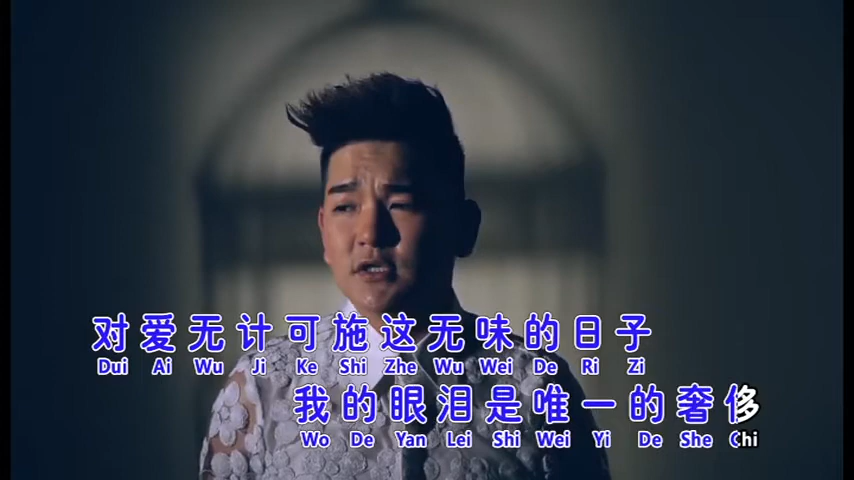 对爱无计可施这无味的日子
Dui Ai Wu Ji Ke Shi Zhe Wu Wei De Ri Zi
我的眼泪是唯一的奢侈
Wo De Yan Lei Shi Wei Yi De She Chi